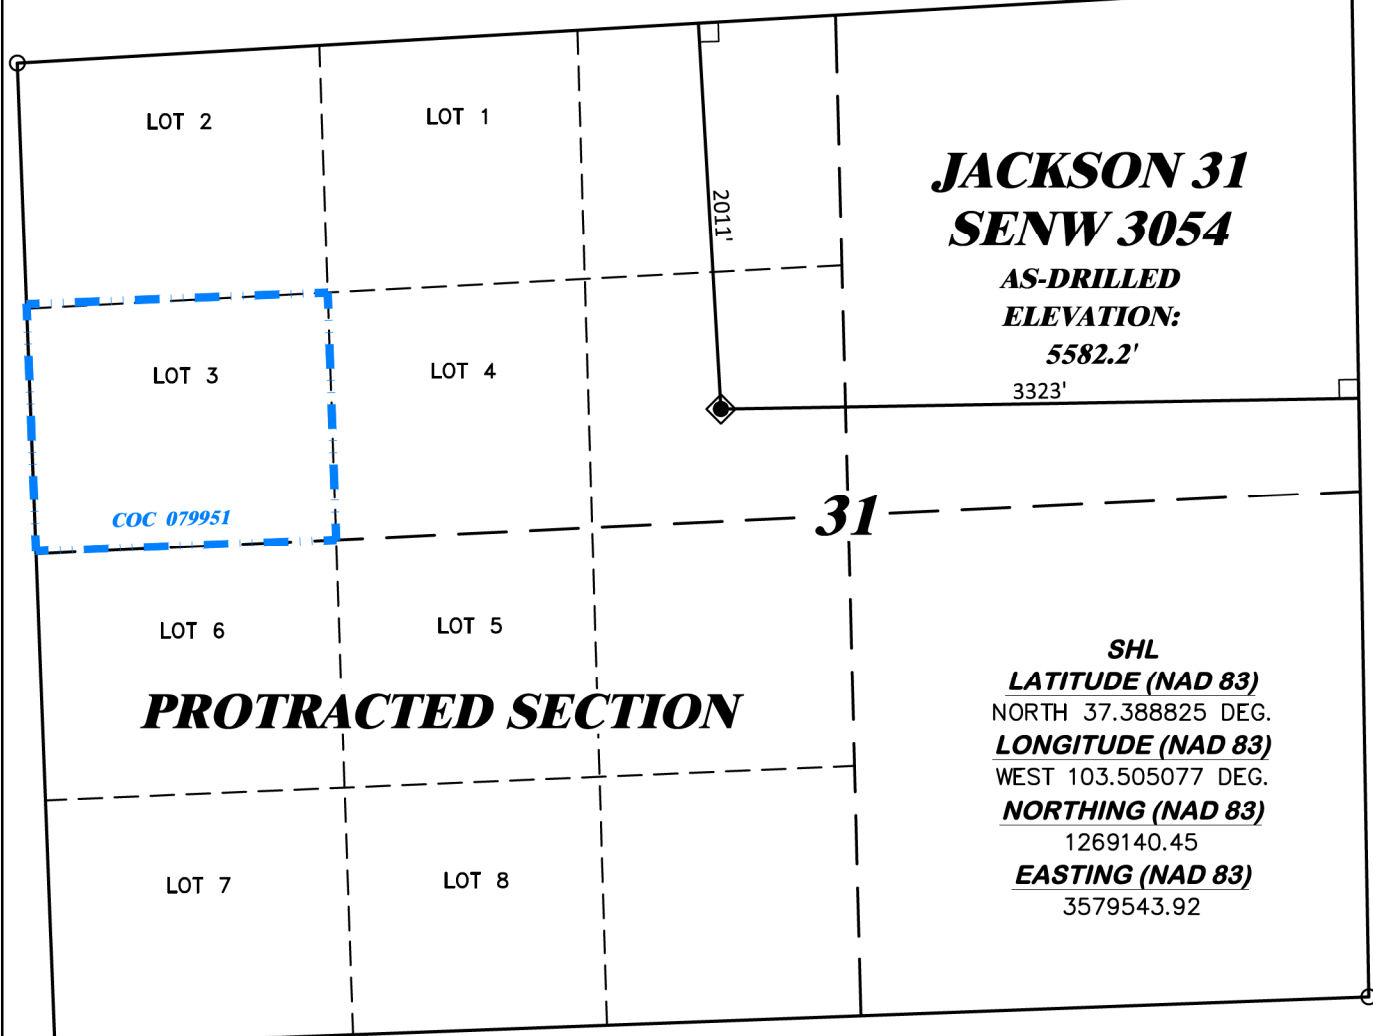 LOT 2
LOT 1
2011'
JACKSON 31
SENW 3054
AS-DRILLED
ELEVATION:
5582.2'
3323'
LOT 3
LOT 4
COC 079951
31
LOT 6
LOT 5
PROTRACTED SECTION
LOT 7
LOT 8
SHL
LATITUDE (NAD 83)
NORTH 37.388825 DEG.
LONGITUDE (NAD 83)
WEST 103.505077 DEG.
NORTHING (NAD 83)
1269140.45
EASTING (NAD 83)
3579543.92